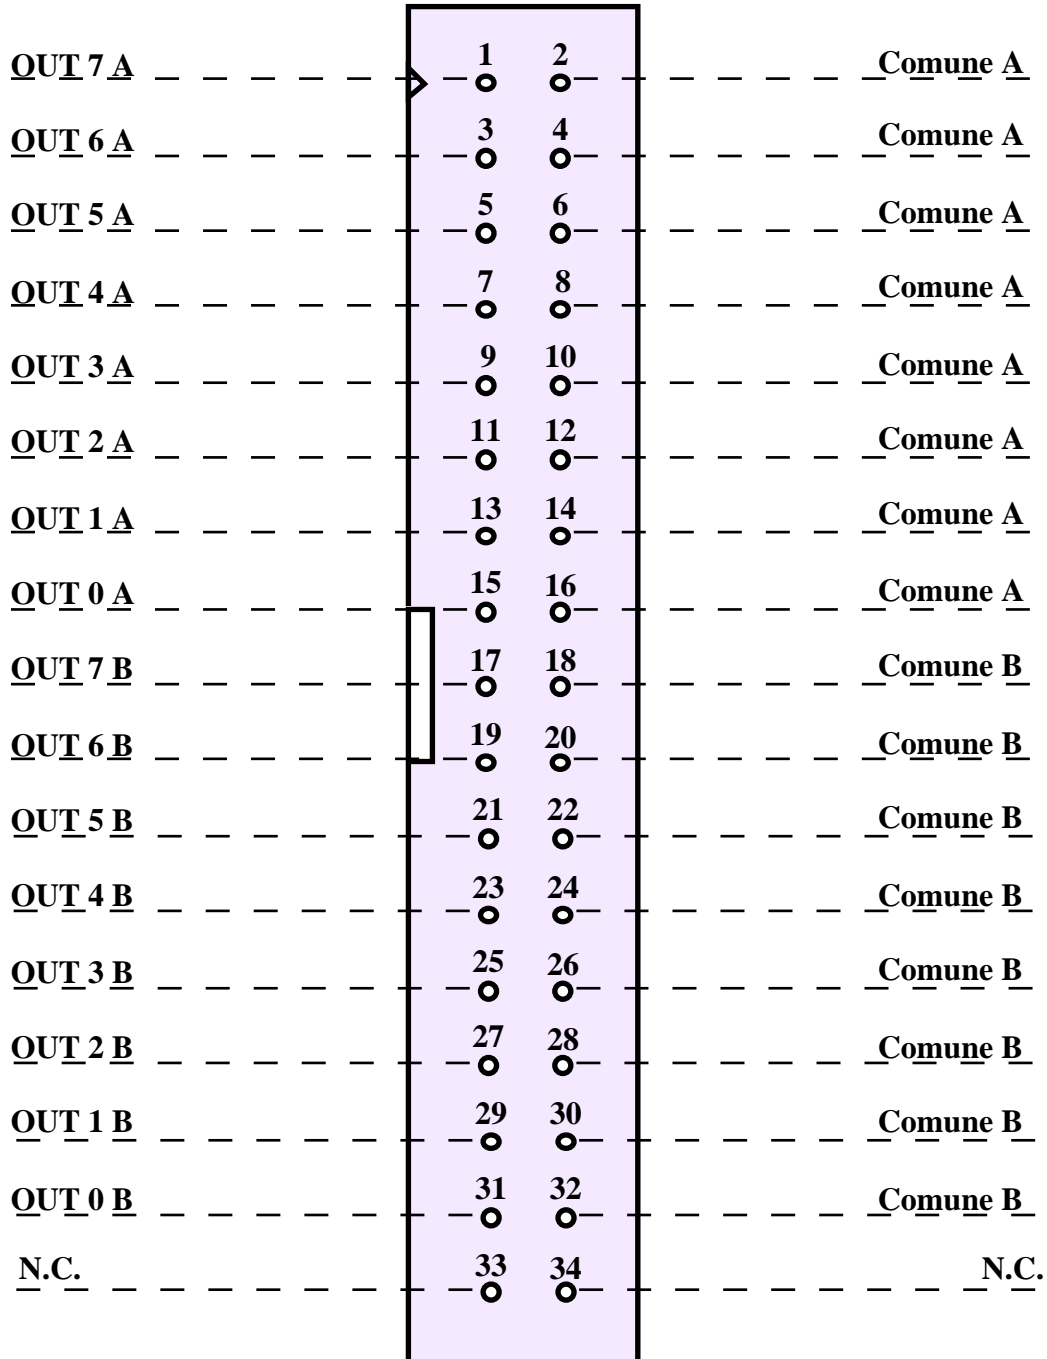 OUT 7 A 1 2 Comune A
OUT 6 A 3 4 Comune A
OUT 5 A 5 6 Comune A
OUT 4 A 7 8 Comune A
OUT 3 A 9 10 Comune A
OUT 2 A 11 12 Comune A
OUT 1 A 13 14 Comune A
OUT 0 A 15 16 Comune A
OUT 7 B 17 18 Comune B
OUT 6 B 19 20 Comune B
OUT 5 B 21 22 Comune B
OUT 4 B 23 24 Comune B
OUT 3 B 25 26 Comune B
OUT 2 B 27 28 Comune B
OUT 1 B 29 30 Comune B
OUT 0 B 31 32 Comune B
N.C. 33 34 N.C.